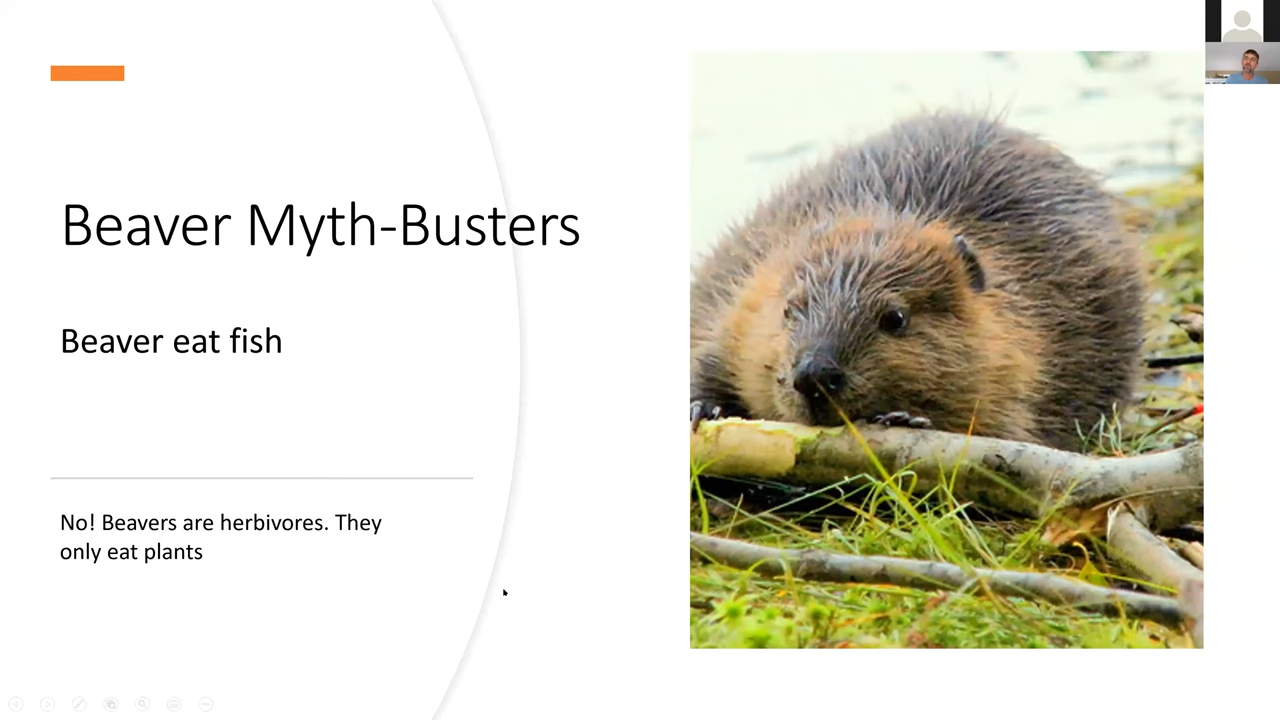 Beaver Myth-Busters
Beaver eat fish
No! Beavers are herbivores. They
only eat plants